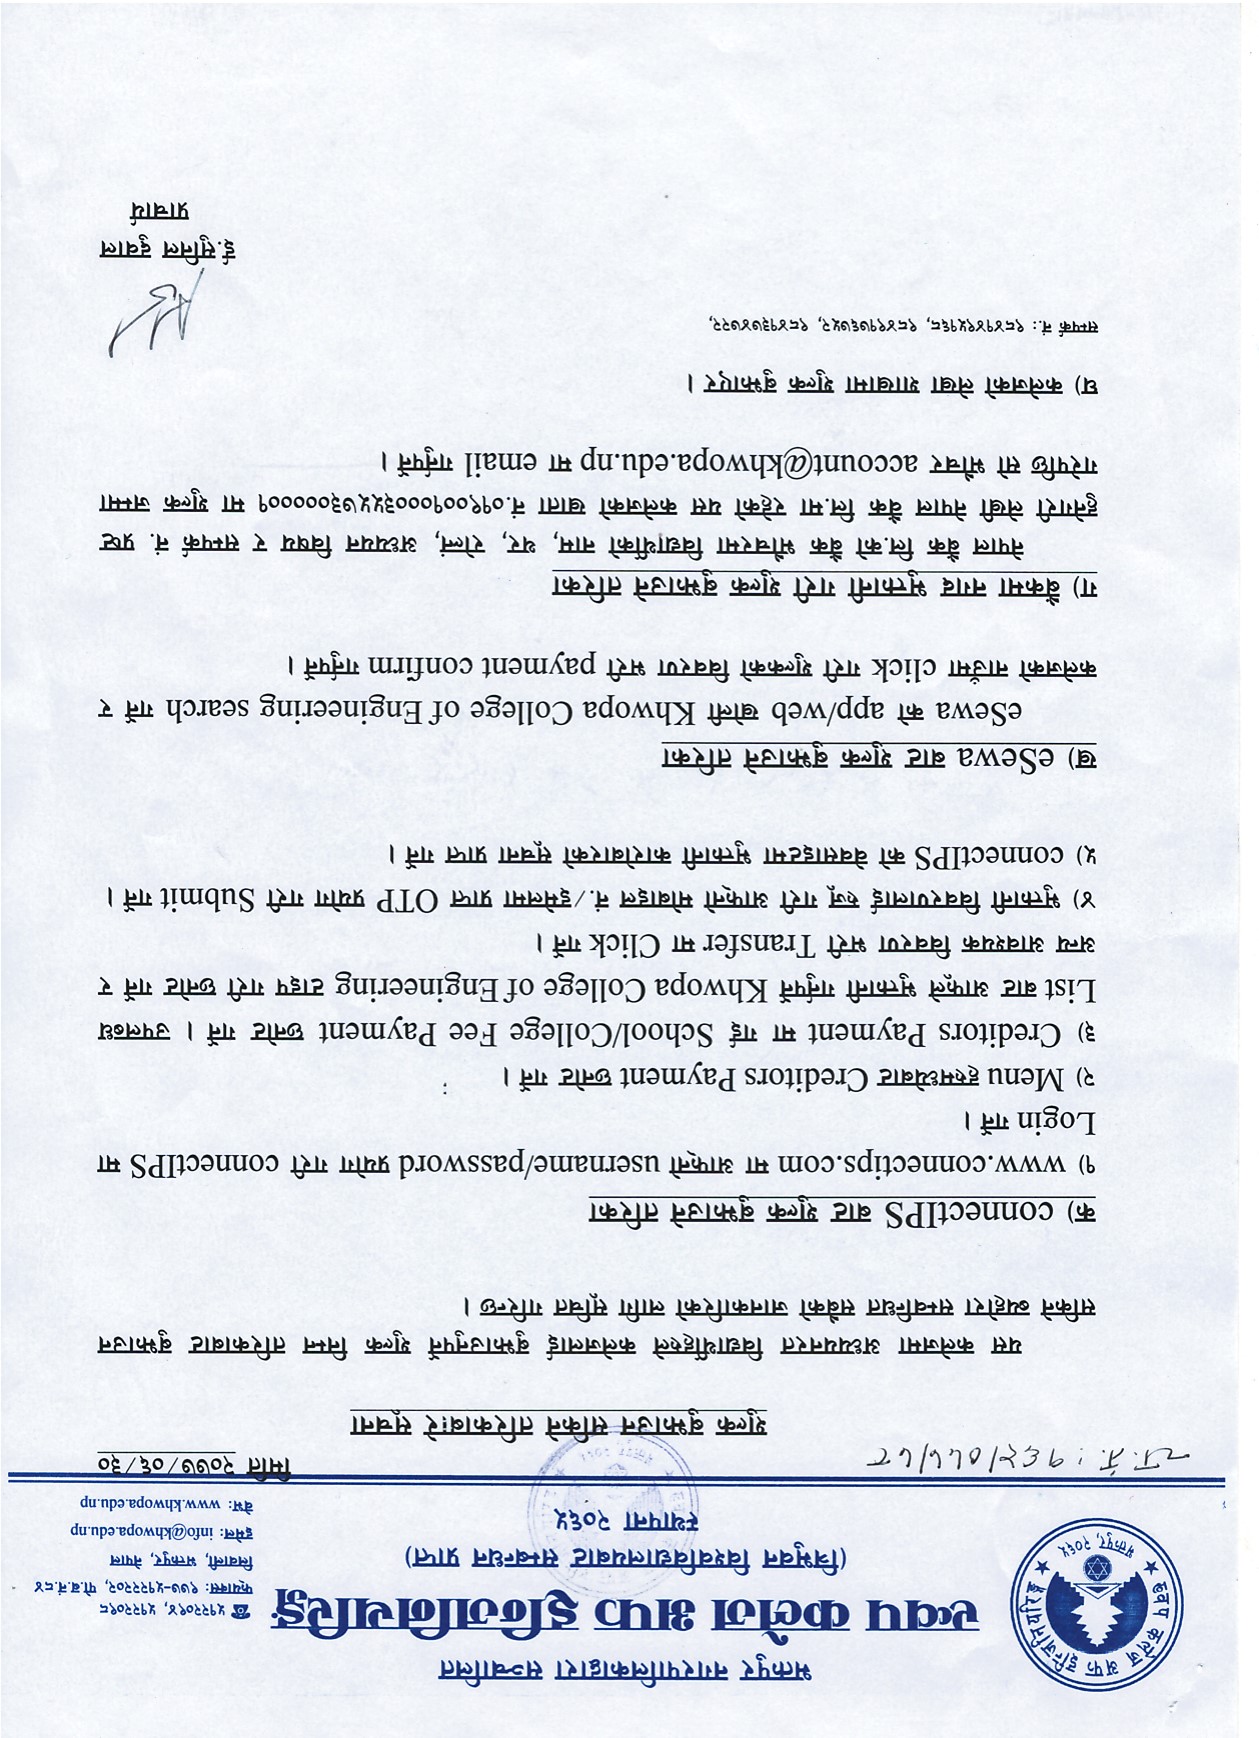 भक्तपुर नगरपालिकाद्वारा सञ्चालित
ख्वप कलेज अफ इन्जिनियरिङ्ग
(त्रिभुवन विश्वविद्यालयबाट सम्बन्धन प्राप्त)
स्थापना २०६५
ख्वप कलेज अफ इन्जिनियरिङ्ग
भक्तपुर, २०६५
☎ ५१२२०९४, ५१२२०९८
फ्याक्स: ९७७-५१२२२०२, पो.ब.नं.८४
लिवाली, भक्तपुर, नेपाल
इमेल: info@khwopa.edu.np
वेभ: www.khwopa.edu.np
च.नं.: १६५/०७७/७८
मिति २०७७/०६/३०
शुल्क बुझाउन सकिने तरिकाबारे सूचना
यस कलेजमा अध्ययनरत विद्यार्थीहरुले कलेजलाई बुझाउनुपर्ने शुल्क निम्न तरिकाबाट बुझाउन
सकिने ब्यहोरा सम्वन्धित सबैको जानकारिको लागि सूचित गरिन्छ ।
क) connectIPS बाट शुल्क बुझाउने तरिका
१) www.connectips.com मा आफ्नो username/password प्रयोग गरी connectIPS मा
Login गर्ने ।
२) Menu हरुमध्येबाट Creditors Payment छनोट गर्ने ।
३) Creditors Payment मा गई School/College Fee Payment छनोट गर्ने । उपलब्ध
List बाट आफूले भुक्तानी गर्नुपर्ने Khwopa College of Engineering टाइप गरी छनोट गर्ने र
अन्य आवश्यक विवरण भरी Transfer मा Click गर्ने ।
४) भुक्तानी विवरणलाई रुजू गरी आफ्नो मोबाइल नं./इमेलमा प्राप्त OTP प्रयोग गरी Submit गर्ने ।
५) connectIPS को वेवसाइटमा भुक्तानी कारोबारको सूचना प्राप्त गर्ने ।
ख) eSewa बाट शुल्क बुझाउने तरिका
eSewa को app/web खोली Khwopa College of Engineering search गर्ने र
कलेजको नाउँमा click गरी शुल्कको विवरण भरी payment confirm गर्नुपर्ने ।
ग) बैंकमा नगद भुक्तानी गरी शुल्क बुझाउने तरिका
नेपाल बैंक लि.को बैंक भौचरमा विद्यार्थीको नाम, थर, रोल्नं, अध्ययन विषय र सम्पर्क नं. प्रष्ट
हुनेगरी लेखी नेपाल वैंक लि.मा रहेको यस कलेजको खाता नं.०१९००१०००३५५७३०००००१ मा शुल्क जम्मा
गरेपछि सो भौचर account@khwopa.edu.np मा email गर्नुपर्ने ।
घ) कलेजको लेखा शाखामा शुल्क बुझाएर ।
सम्पर्क नं.: ९८४१४९५१६८, ९८४९१७६७५२, ९८४१३७४७२२,
ई.सुनिल दुवाल
प्राचार्य